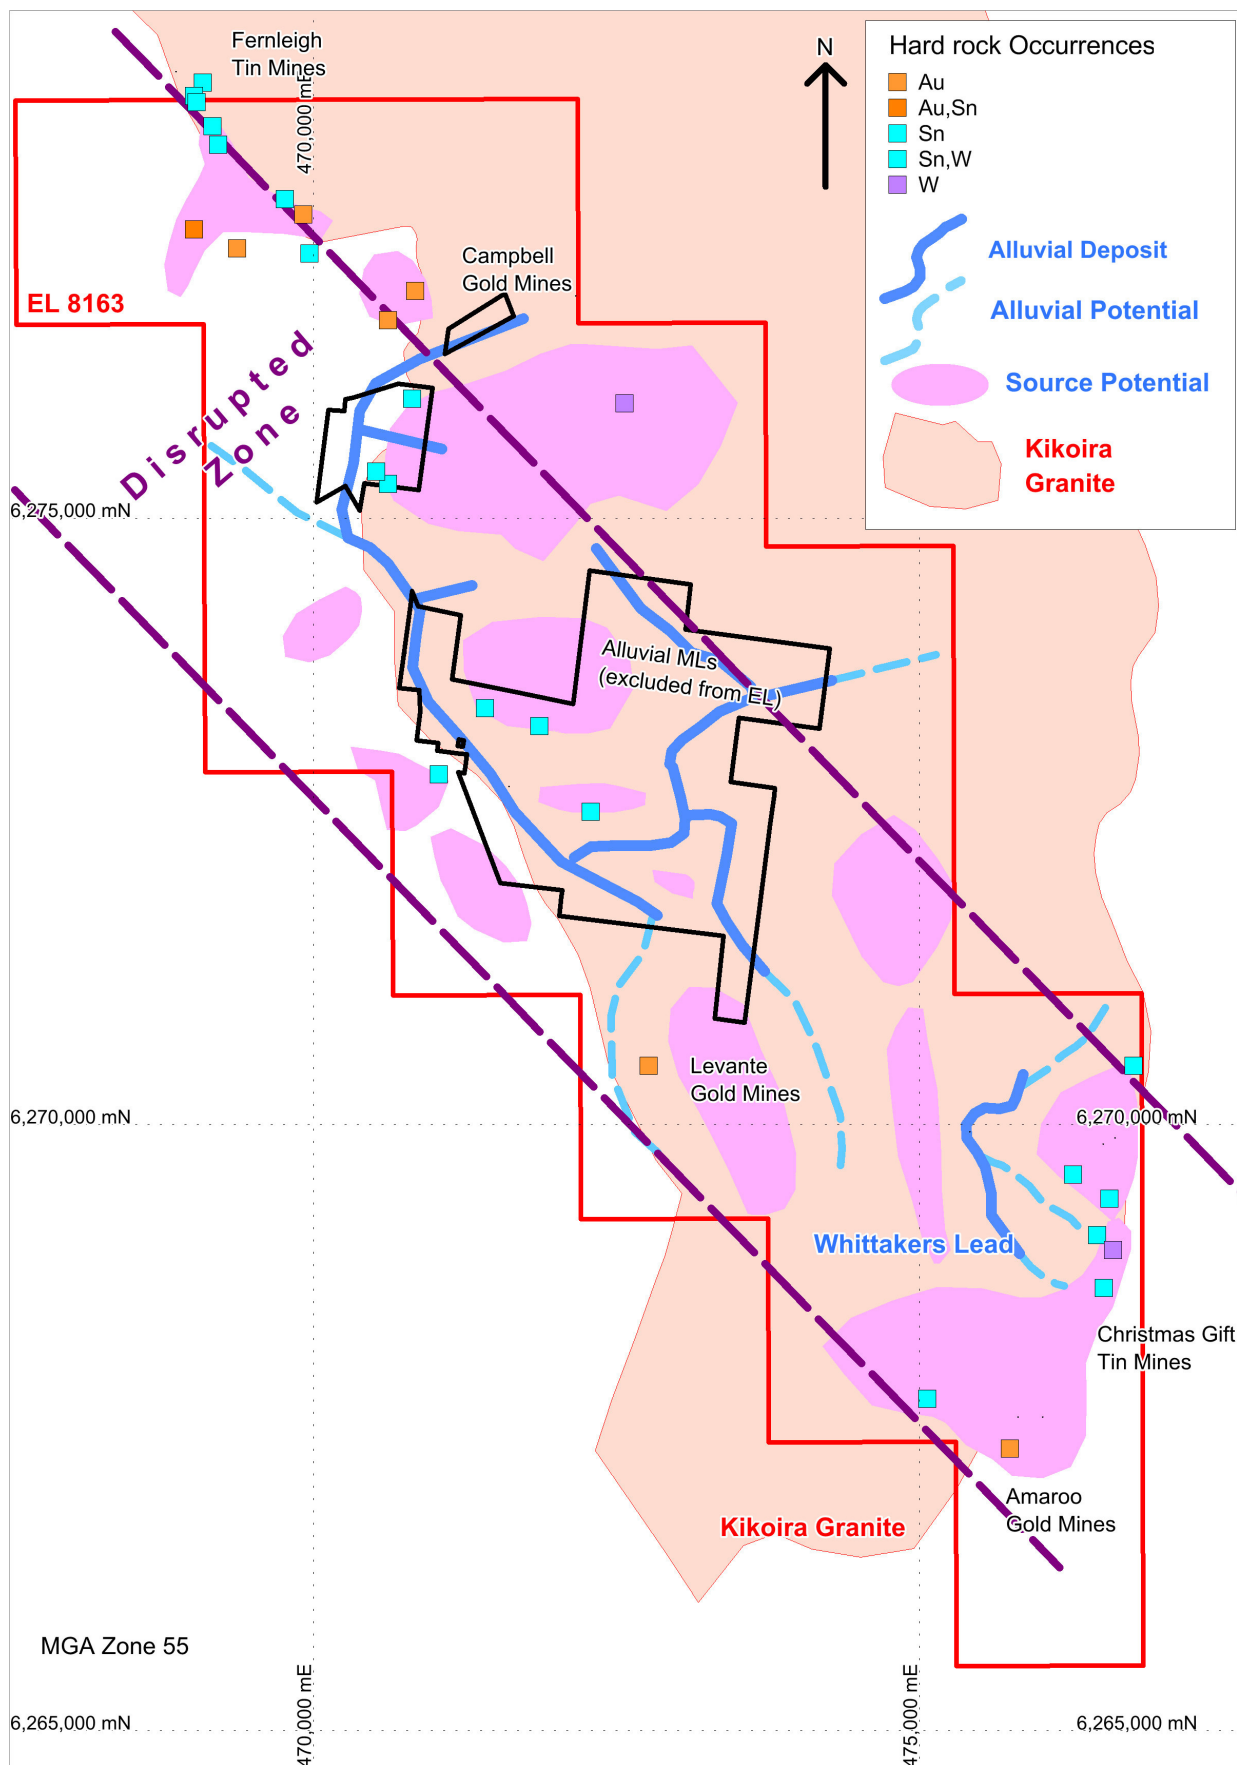 Fernleigh
Tin Mines
470,000 mE
N
Hard rock Occurrences
Au
Au,Sn
Sn
Sn,W
W
Alluvial Deposit
Alluvial Potential
Source Potential
Kikoira
Granite
Campbell
Gold Mines
EL 8163
Disrupted
Zone
6,275,000 mN
Alluvial MLs
(excluded from EL)
Levante
Gold Mines
6,270,000 mN
6,270,000 mN
Whittakers Lead
Christmas Gift
Tin Mines
Amaroo
Gold Mines
Kikoira Granite
MGA Zone 55
470,000 mE
475,000 mE
6,265,000 mN
6,265,000 mN